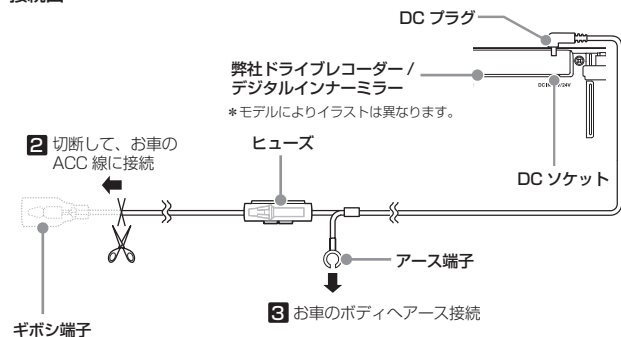 DC プラグ
弊社ドライブレコーダー /
デジタルインナーミラー
＊モデルによりイラストは異なります。
DC ソケット
2 切断して、お車の
ACC 線に接続
ヒューズ
アース端子
3 お車のボディへアース接続
ギボシ端子